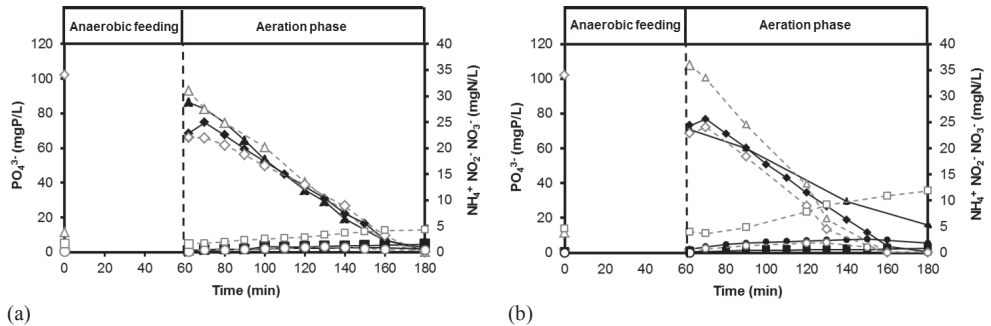 Anaerobic feeding Aeration phase
120 100 80 60 40 20 0
PO₄³⁻ (mgP/L)
40 35 30 25 20 15 10 5 0
NH₄⁺ NO₂⁻ NO₃⁻ (mgN/L)
0 20 40 60 80 100 120 140 160 180
Time (min)
(a)
Anaerobic feeding Aeration phase
120 100 80 60 40 20 0
PO₄³⁻ (mgP/L)
40 35 30 25 20 15 10 5 0
NH₄⁺ NO₂⁻ NO₃⁻ (mgN/L)
0 20 40 60 80 100 120 140 160 180
Time (min)
(b)